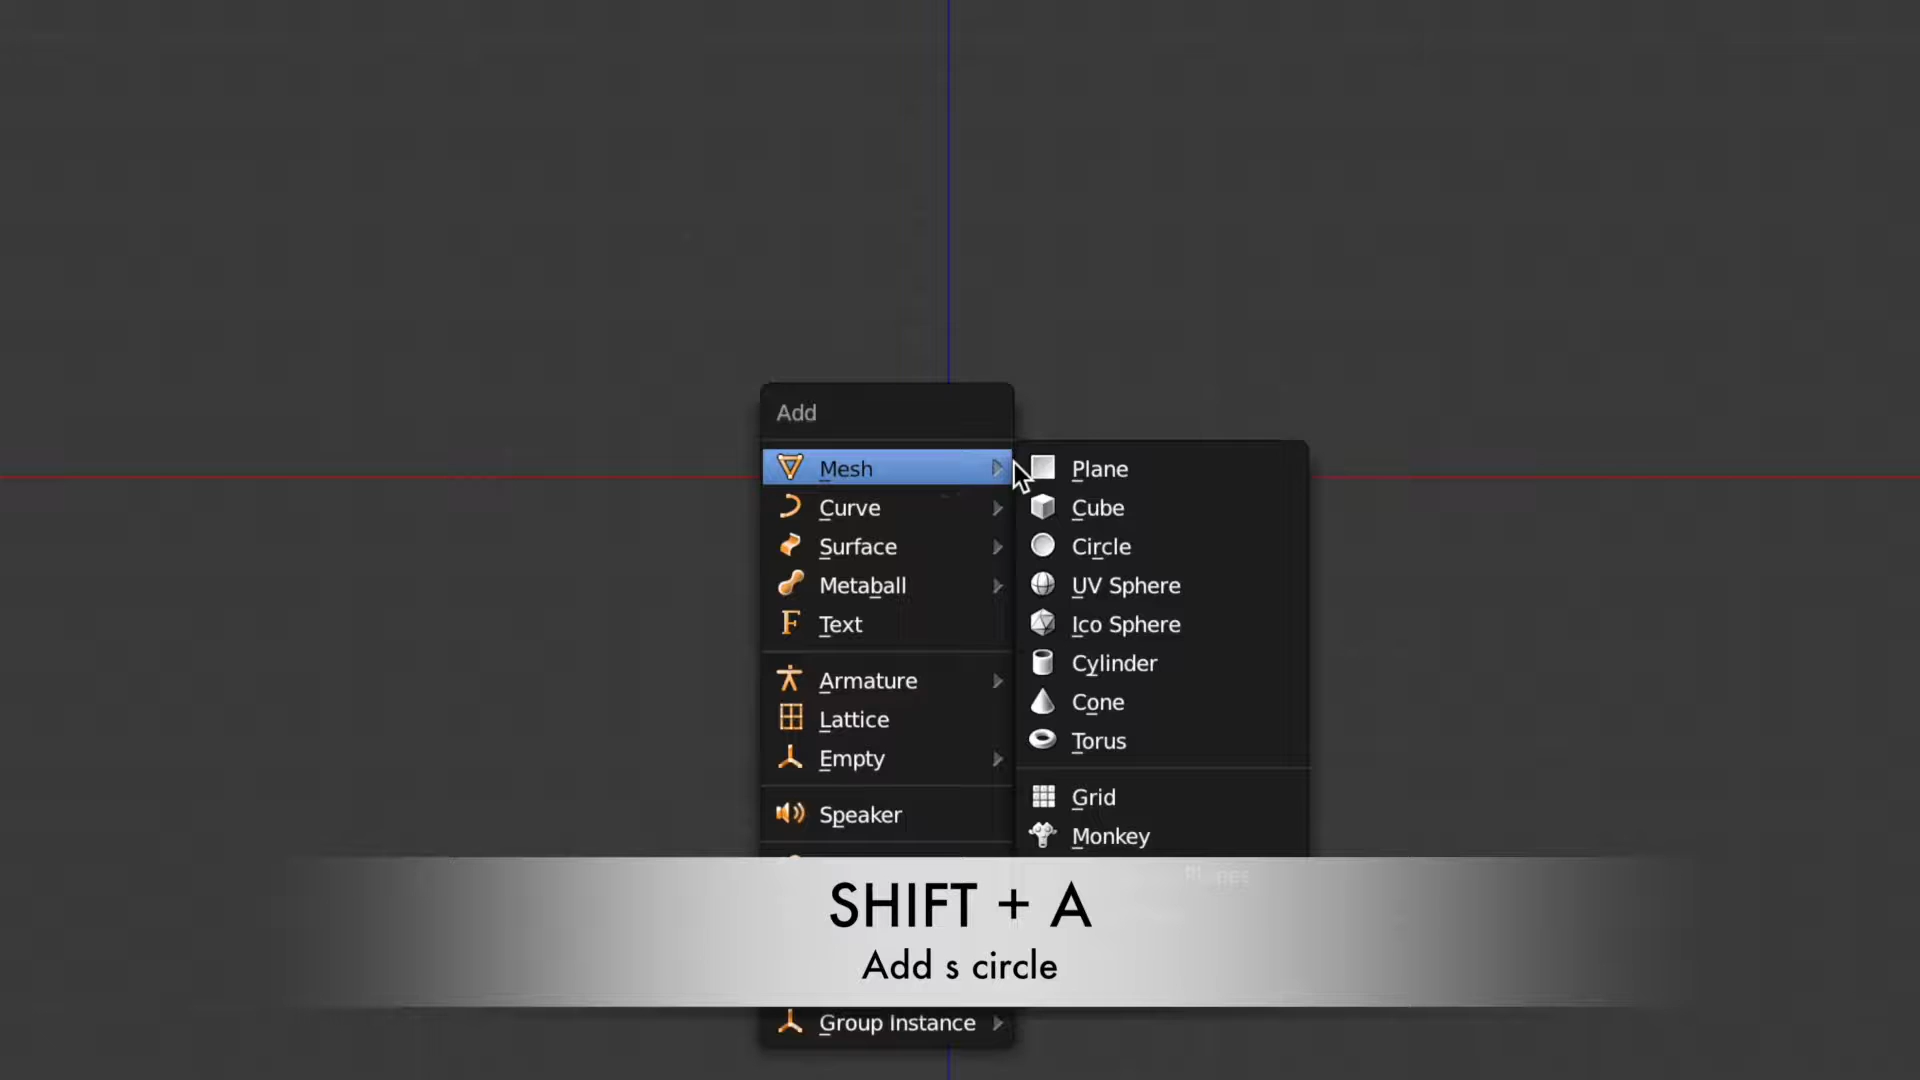 Add
Mesh
Curve
Surface
Metaball
Text
Armature
Lattice
Empty
Speaker
Group Instance
Plane
Cube
Circle
UV Sphere
Ico Sphere
Cylinder
Cone
Torus
Grid
Monkey
SHIFT + A
Add s circle